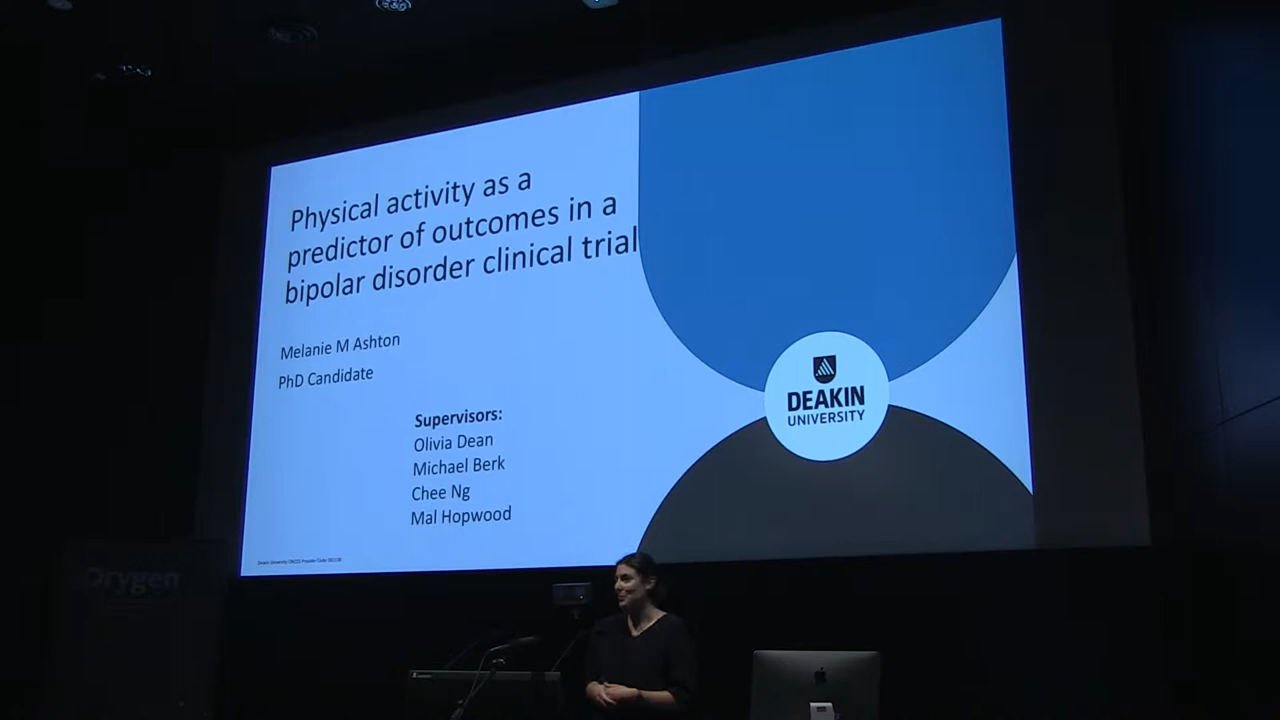 Physical activity as a
predictor of outcomes in a
bipolar disorder clinical trial
Melanie M Ashton
PhD Candidate
Supervisors:
Olivia Dean
Michael Berk
Chee Ng
Mal Hopwood
DEAKIN
UNIVERSITY
Orygen